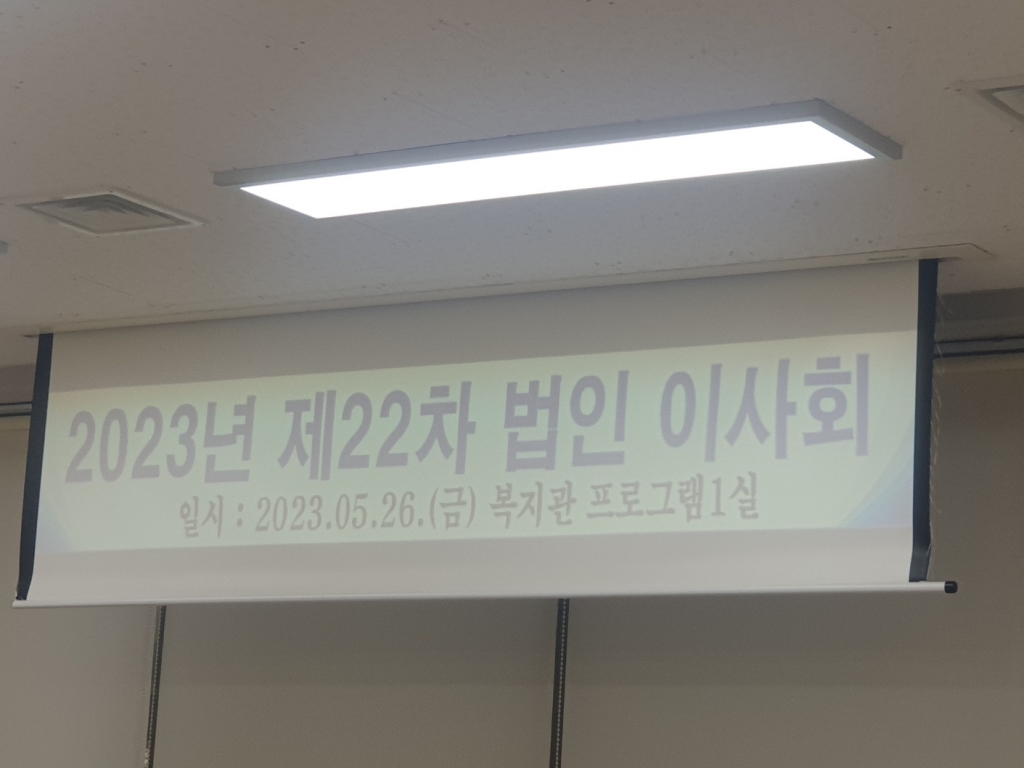 2023년 제22차 법인 이사회
일시 : 2023.05.26.(금) 복지관 프로그램1실